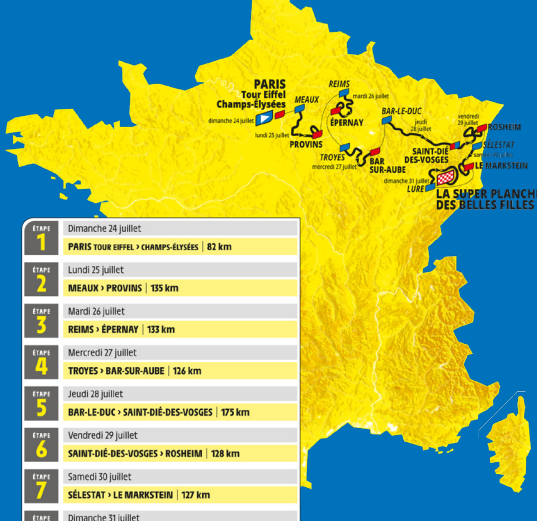 PARIS
Tour Eiffel
Champs-Élysées
dimanche 24 juillet
MEAUX
lundi 25 juillet
PROVINS
REIMS
mardi 26 juillet
ÉPERNAY
TROYES
mercredi 27 juillet
BAR
SUR-AUBE
BAR-LE-DUC
jeudi
28 juillet
SAINT-DIÉ
DES-VOSGES
vendredi
29 juillet
ROSHEIM
SÉLESTAT
LE MARKSTEIN
dimanche 31 juillet
LURE
LA SUPER PLANCHE
DES BELLES FILLES
ÉTAPE
1
Dimanche 24 juillet
PARIS TOUR EIFFEL › CHAMPS-ÉLYSÉES | 82 km
ÉTAPE
2
Lundi 25 juillet
MEAUX › PROVINS | 135 km
ÉTAPE
3
Mardi 26 juillet
REIMS › ÉPERNAY | 133 km
ÉTAPE
4
Mercredi 27 juillet
TROYES › BAR-SUR-AUBE | 126 km
ÉTAPE
5
Jeudi 28 juillet
BAR-LE-DUC › SAINT-DIÉ-DES-VOSGES | 175 km
ÉTAPE
6
Vendredi 29 juillet
SAINT-DIÉ-DES-VOSGES › ROSHEIM | 128 km
ÉTAPE
7
Samedi 30 juillet
SÉLESTAT › LE MARKSTEIN | 127 km
ÉTAPE
Dimanche 31 juillet